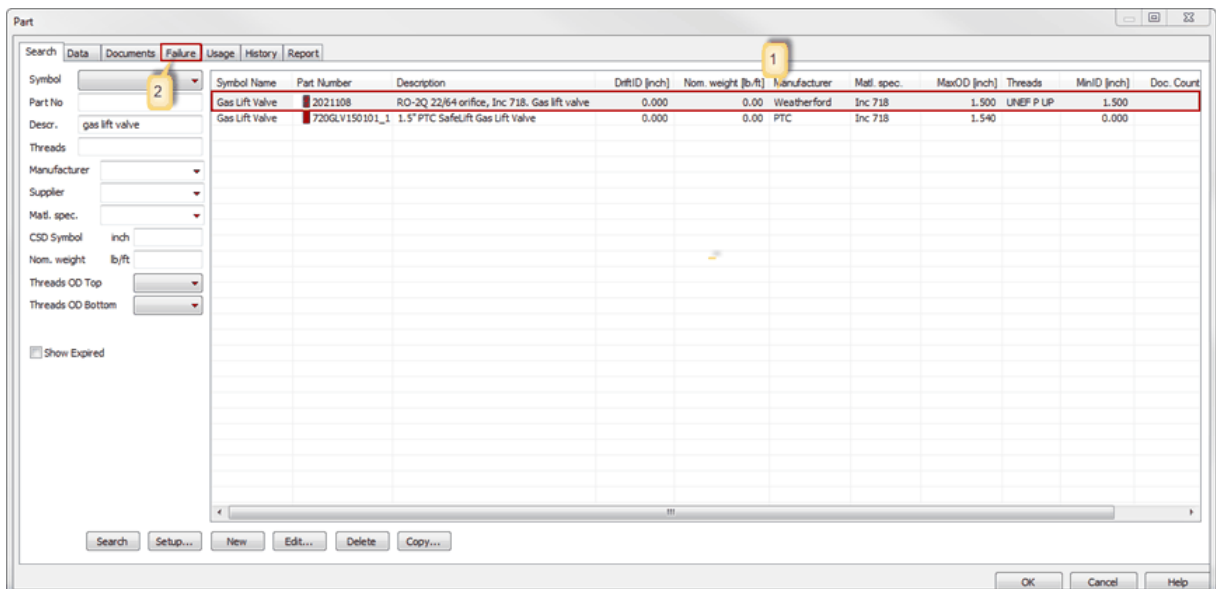 Part
Search Data Documents Failure Usage History Report
1
2
Symbol
Part No
Descr. gas lift valve
Threads
Manufacturer
Supplier
Matl. spec.
CSD Symbol inch
Nom. weight lb/ft
Threads OD Top
Threads OD Bottom
Show Expired
Symbol Name Part Number Description DriftID [inch] Nom. weight [lb/ft] Manufacturer Matl. spec. MaxOD [inch] Threads MinID [inch] Doc. Count
Gas Lift Valve 2021108 RO-2Q 22/64 orifice, Inc 718. Gas lift valve 0.000 0.00 Weatherford Inc 718 1.500 UNEF P UP 1.500
Gas Lift Valve 720GLV150101_1 1.5" PTC SafeLift Gas Lift Valve 0.000 0.00 PTC Inc 718 1.540 0.000
Search Setup... New Edit... Delete Copy...
OK Cancel Help